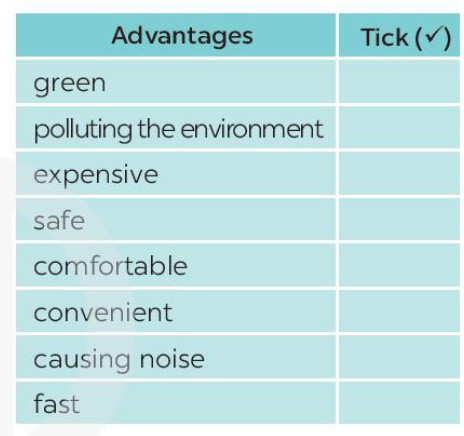 Advantages Tick (✓)
green
polluting the environment
expensive
safe
comfortable
convenient
causing noise
fast